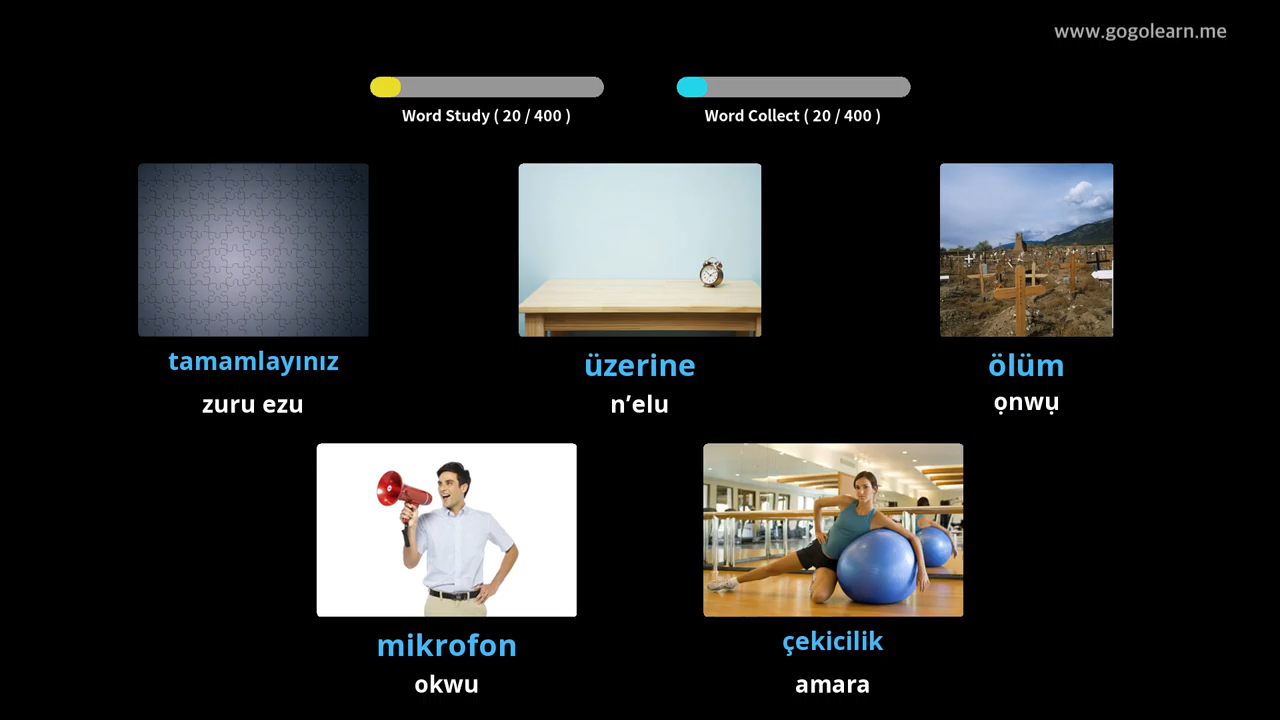 www.gogolearn.me
Word Study ( 20 / 400 )
Word Collect ( 20 / 400 )
tamamlayınız
üzerine
ölüm
zuru ezu
n’elu
ọnwụ
mikrofon
çekicilik
okwu
amara